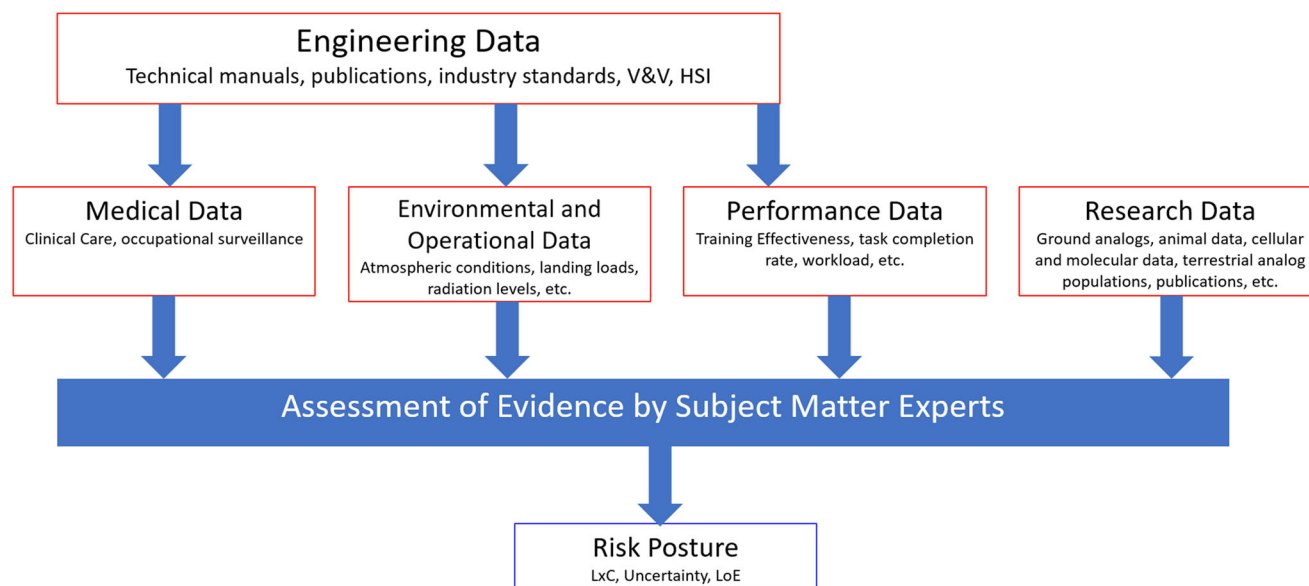 Engineering Data
Technical manuals, publications, industry standards, V&V, HSI
Medical Data
Clinical Care, occupational surveillance
Environmental and
Operational Data
Atmospheric conditions, landing loads,
radiation levels, etc.
Performance Data
Training Effectiveness, task completion
rate, workload, etc.
Research Data
Ground analogs, animal data, cellular
and molecular data, terrestrial analog
populations, publications, etc.
Assessment of Evidence by Subject Matter Experts
Risk Posture
LxC, Uncertainty, LoE